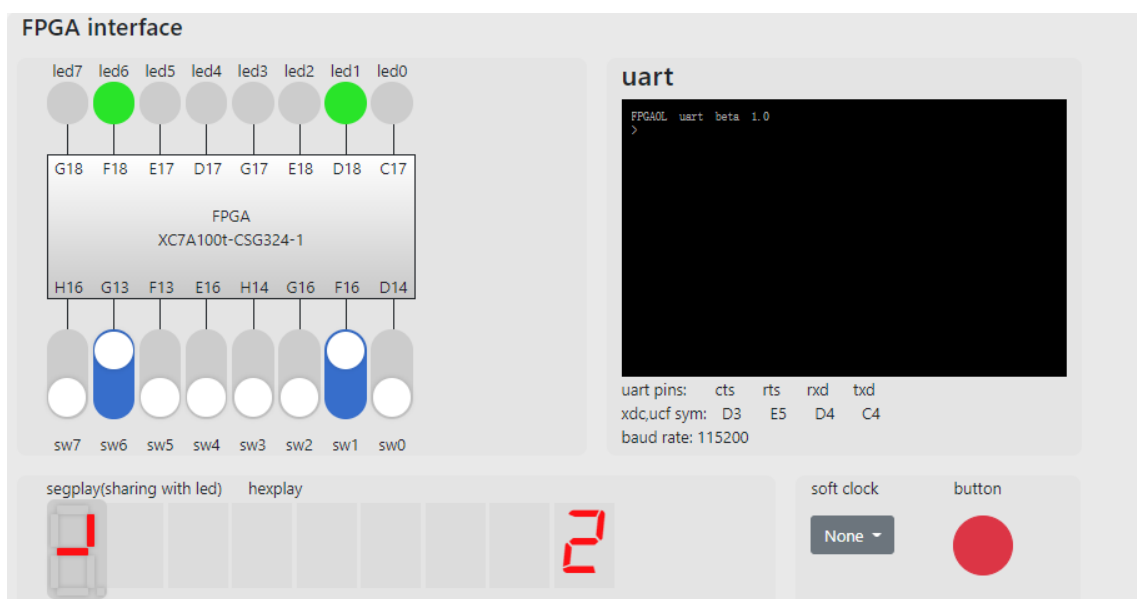 FPGA interface
led7 led6 led5 led4 led3 led2 led1 led0
G18 F18 E17 D17 G17 E18 D18 C17
FPGA
XC7A100t-CSG324-1
H16 G13 F13 E16 H14 G16 F16 D14
sw7 sw6 sw5 sw4 sw3 sw2 sw1 sw0
uart
FPGAOL uart beta 1.0
>
uart pins: cts rts rxd txd
xdc,ucf sym: D3 E5 D4 C4
baud rate: 115200
segplay(sharing with led) hexplay
2
soft clock button
None